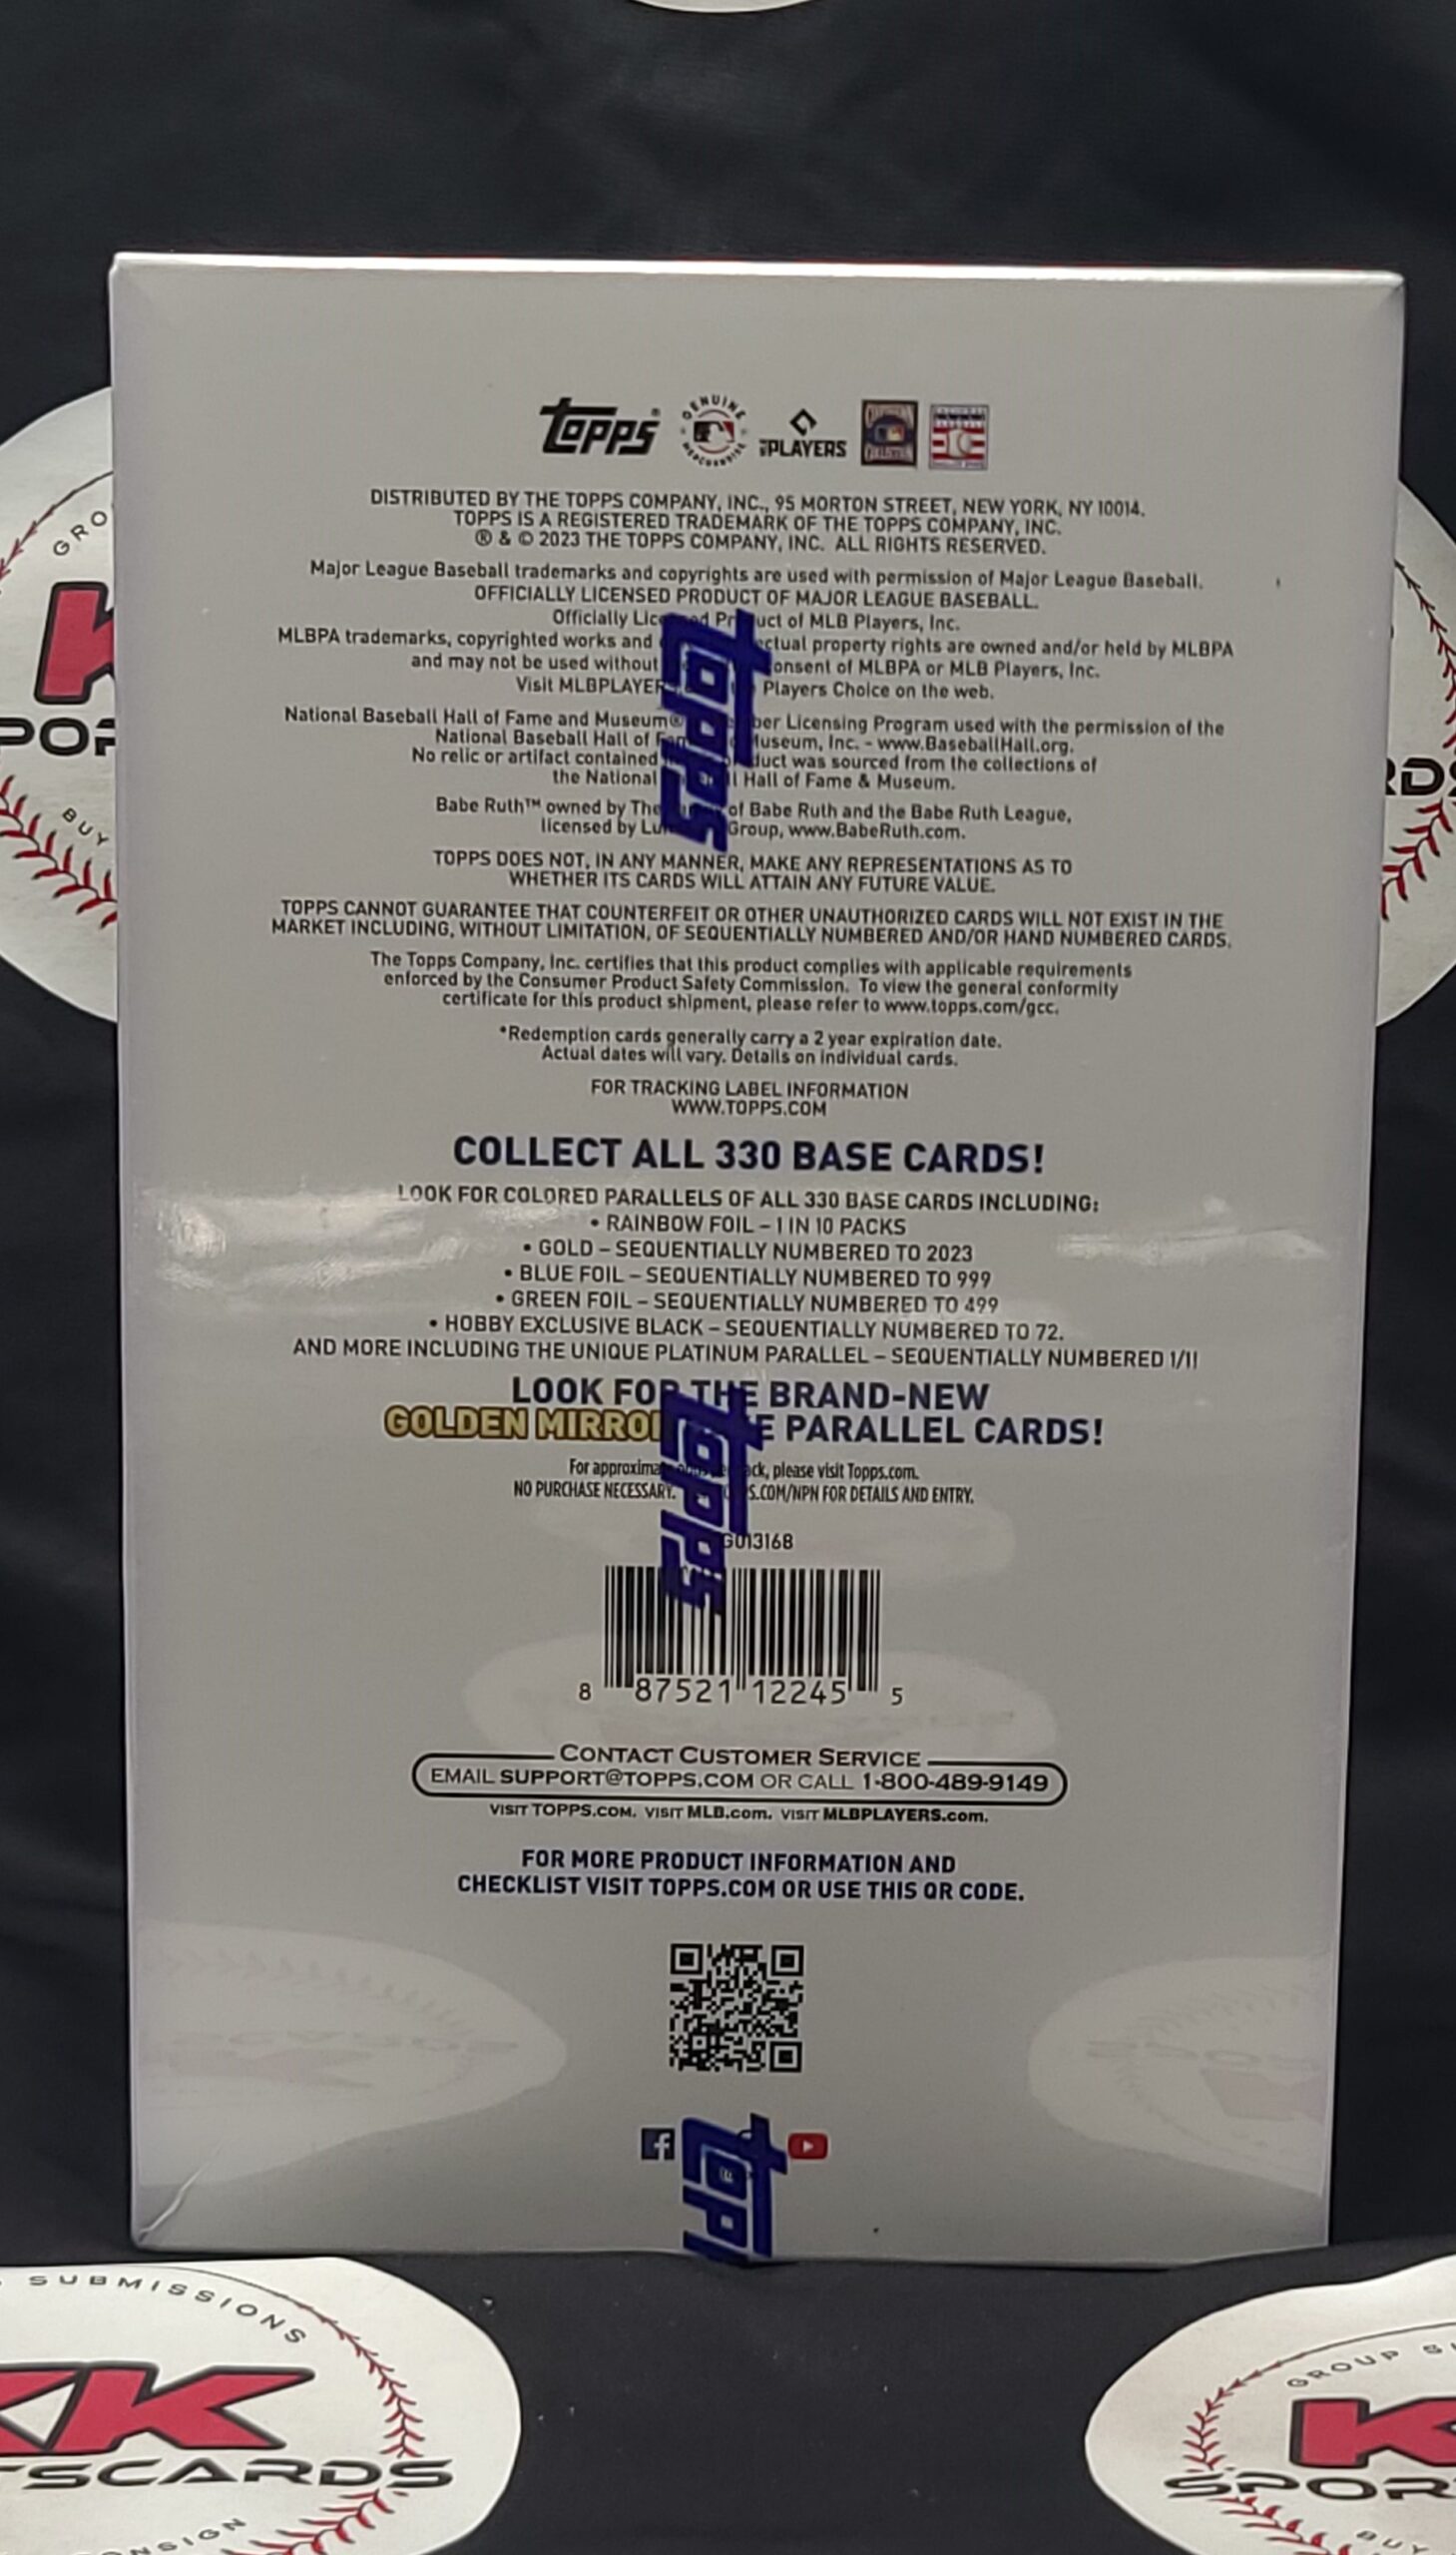 GRO
K
POR
BUY
RDS
topps®
GENUINE
MERCHANDISE
MLB PLAYERS
DISTRIBUTED BY THE TOPPS COMPANY, INC., 95 MORTON STREET, NEW YORK, NY 10014.
TOPPS IS A REGISTERED TRADEMARK OF THE TOPPS COMPANY, INC.
® & © 2023 THE TOPPS COMPANY, INC. ALL RIGHTS RESERVED.
Major League Baseball trademarks and copyrights are used with permission of Major League Baseball.
OFFICIALLY LICENSED PRODUCT OF MAJOR LEAGUE BASEBALL.
Officially Lic d Pr uct of MLB Players, Inc.
MLBPA trademarks, copyrighted works and ectual property rights are owned and/or held by MLBPA
and may not be used without onsent of MLBPA or MLB Players, Inc.
Visit MLBPLAYER Players Choice on the web.
National Baseball Hall of Fame and Museum® ber Licensing Program used with the permission of the
National Baseball Hall of Fam Museum, Inc. - www.BaseballHall.org.
No relic or artifact contained duct was sourced from the collections of
the National l Hall of Fame & Museum.
Babe Ruth™ owned by The of Babe Ruth and the Babe Ruth League,
licensed by Lu Group, www.BabeRuth.com.
topps
TOPPS DOES NOT, IN ANY MANNER, MAKE ANY REPRESENTATIONS AS TO
WHETHER ITS CARDS WILL ATTAIN ANY FUTURE VALUE.
TOPPS CANNOT GUARANTEE THAT COUNTERFEIT OR OTHER UNAUTHORIZED CARDS WILL NOT EXIST IN THE
MARKET INCLUDING, WITHOUT LIMITATION, OF SEQUENTIALLY NUMBERED AND/OR HAND NUMBERED CARDS.
The Topps Company, Inc. certifies that this product complies with applicable requirements
enforced by the Consumer Product Safety Commission. To view the general conformity
certificate for this product shipment, please refer to www.topps.com/gcc.
*Redemption cards generally carry a 2 year expiration date.
Actual dates will vary. Details on individual cards.
FOR TRACKING LABEL INFORMATION
WWW.TOPPS.COM
COLLECT ALL 330 BASE CARDS!
LOOK FOR COLORED PARALLELS OF ALL 330 BASE CARDS INCLUDING:
• RAINBOW FOIL – 1 IN 10 PACKS
• GOLD – SEQUENTIALLY NUMBERED TO 2023
• BLUE FOIL – SEQUENTIALLY NUMBERED TO 999
• GREEN FOIL – SEQUENTIALLY NUMBERED TO 499
• HOBBY EXCLUSIVE BLACK – SEQUENTIALLY NUMBERED TO 72.
AND MORE INCLUDING THE UNIQUE PLATINUM PARALLEL – SEQUENTIALLY NUMBERED 1/1!
LOOK FOR THE BRAND-NEW
GOLDEN MIRRO E PARALLEL CARDS!
For approxima ack, please visit Topps.com.
NO PURCHASE NECESSARY. S.COM/NPN FOR DETAILS AND ENTRY.
topps
G013168
8 87521 12245 5
CONTACT CUSTOMER SERVICE
EMAIL SUPPORT@TOPPS.COM OR CALL 1-800-489-9149
VISIT TOPPS.COM. VISIT MLB.com. VISIT MLBPLAYERS.com.
FOR MORE PRODUCT INFORMATION AND
CHECKLIST VISIT TOPPS.COM OR USE THIS QR CODE.
f
topp
SUBMISSIONS
KK
TSCARDS
NSIGN
GROUP S
K
SPOR
BUY